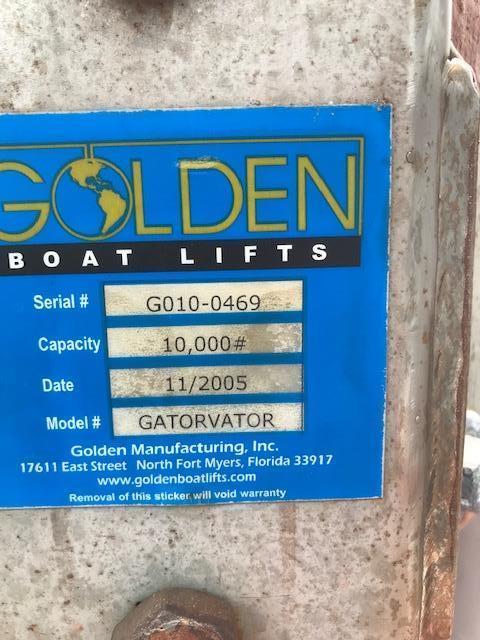 GOLDEN
BOAT LIFTS
Serial # G010-0469
Capacity 10,000#
Date 11/2005
Model # GATORVATOR
Golden Manufacturing, Inc.
17611 East Street North Fort Myers, Florida 33917
www.goldenboatlifts.com
Removal of this sticker will void warranty